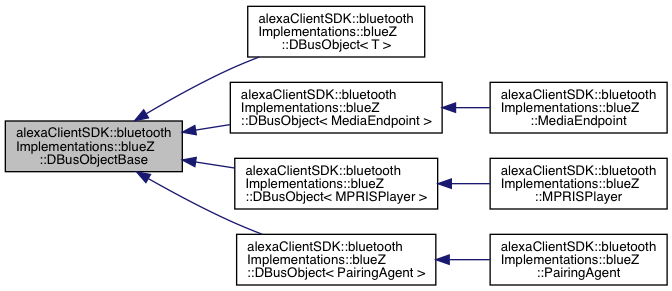 alexaClientSDK::bluetooth
Implementations::blueZ
::DBusObject< T >
alexaClientSDK::bluetooth
Implementations::blueZ
::DBusObject< MediaEndpoint >
alexaClientSDK::bluetooth
Implementations::blueZ
::MediaEndpoint
alexaClientSDK::bluetooth
Implementations::blueZ
::DBusObjectBase
alexaClientSDK::bluetooth
Implementations::blueZ
::DBusObject< MPRISPlayer >
alexaClientSDK::bluetooth
Implementations::blueZ
::MPRISPlayer
alexaClientSDK::bluetooth
Implementations::blueZ
::DBusObject< PairingAgent >
alexaClientSDK::bluetooth
Implementations::blueZ
::PairingAgent